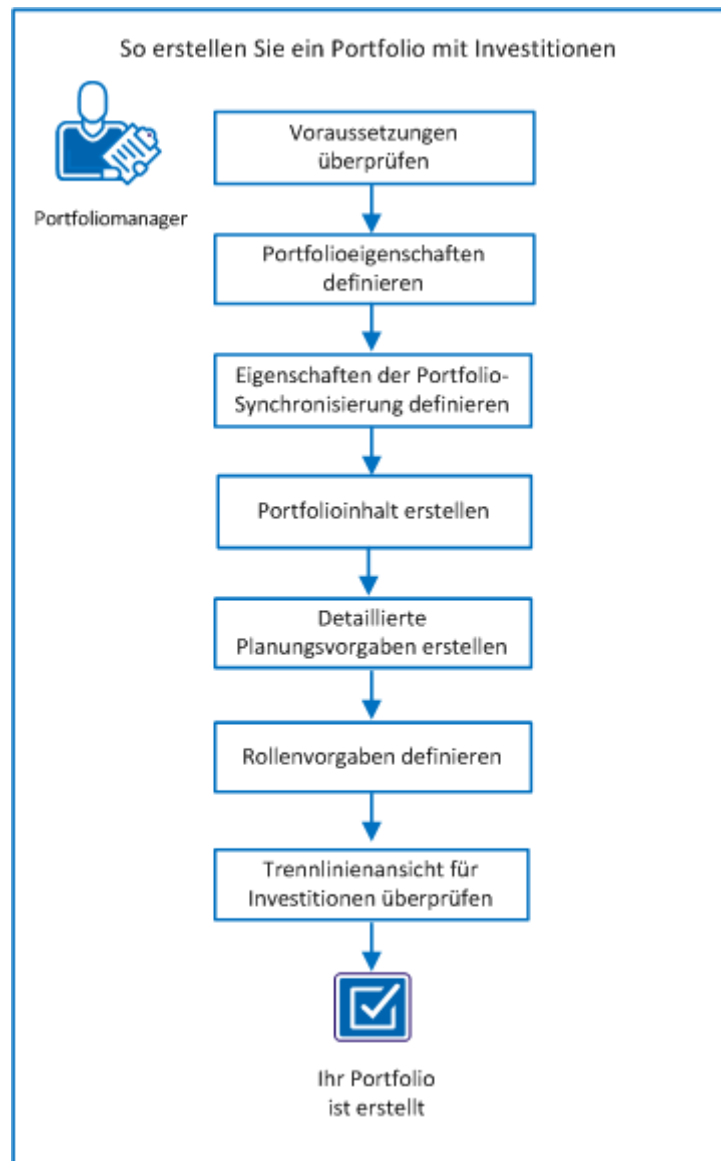 So erstellen Sie ein Portfolio mit Investitionen
Portfoliomanager
Voraussetzungen
überprüfen
Portfolioeigenschaften
definieren
Eigenschaften der Portfolio-
Synchronisierung definieren
Portfolioinhalt erstellen
Detaillierte
Planungsvorgaben erstellen
Rollenvorgaben definieren
Trennlinienansicht für
Investitionen überprüfen
Ihr Portfolio
ist erstellt